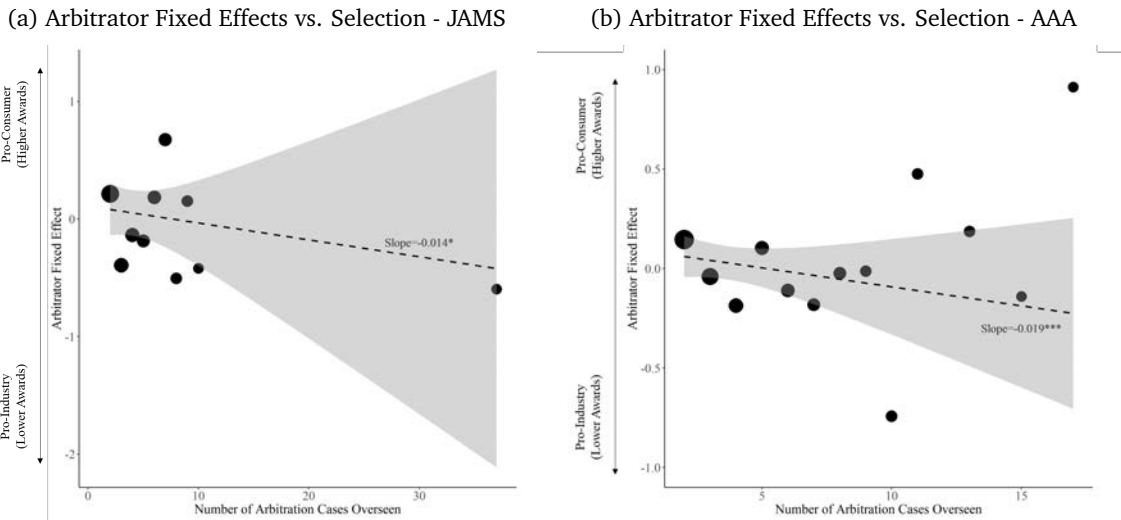 (a) Arbitrator Fixed Effects vs. Selection - JAMS
Pro-Consumer
(Higher Awards)
Pro-Industry
(Lower Awards)
Arbitrator Fixed Effect
1
0
-1
-2
Slope=-0.014*
0
10
20
30
Number of Arbitration Cases Overseen
(b) Arbitrator Fixed Effects vs. Selection - AAA
Pro-Consumer
(Higher Awards)
Pro-Industry
(Lower Awards)
Arbitrator Fixed Effect
1.0
0.5
0.0
-0.5
-1.0
Slope=-0.019***
5
10
15
Number of Arbitration Cases Overseen